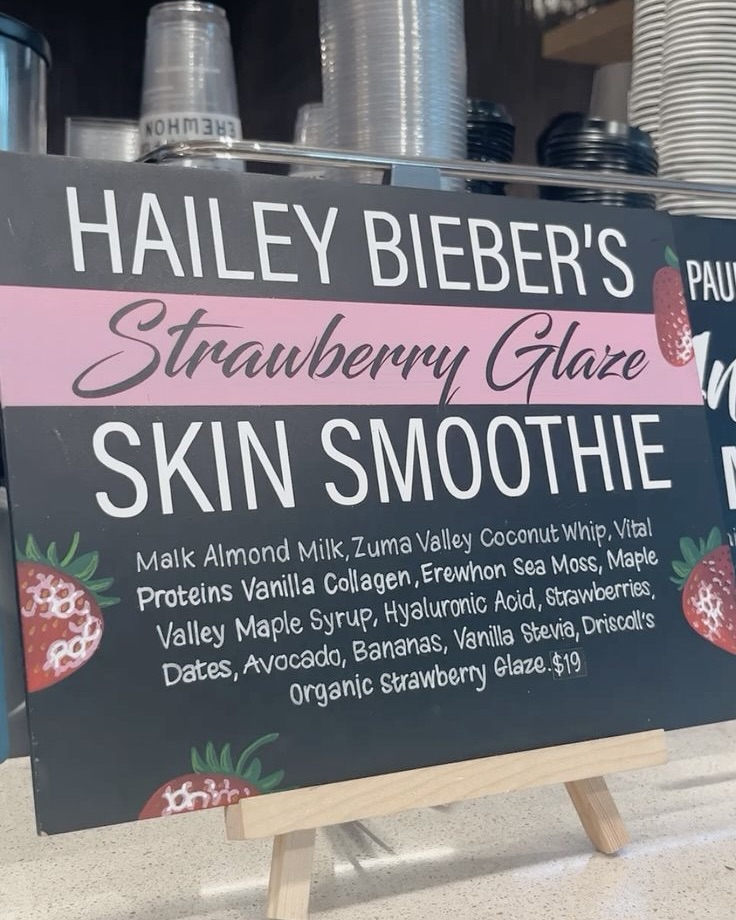 EREWHON
HAILEY BIEBER'S
Strawberry Glaze
SKIN SMOOTHIE
Malk Almond Milk, Zuma Valley Coconut Whip, Vital
Proteins Vanilla Collagen, Erewhon Sea Moss, Maple
Valley Maple Syrup, Hyaluronic Acid, Strawberries,
Dates, Avocado, Bananas, Vanilla Stevia, Driscoll's
Organic Strawberry Glaze. $19
PAU